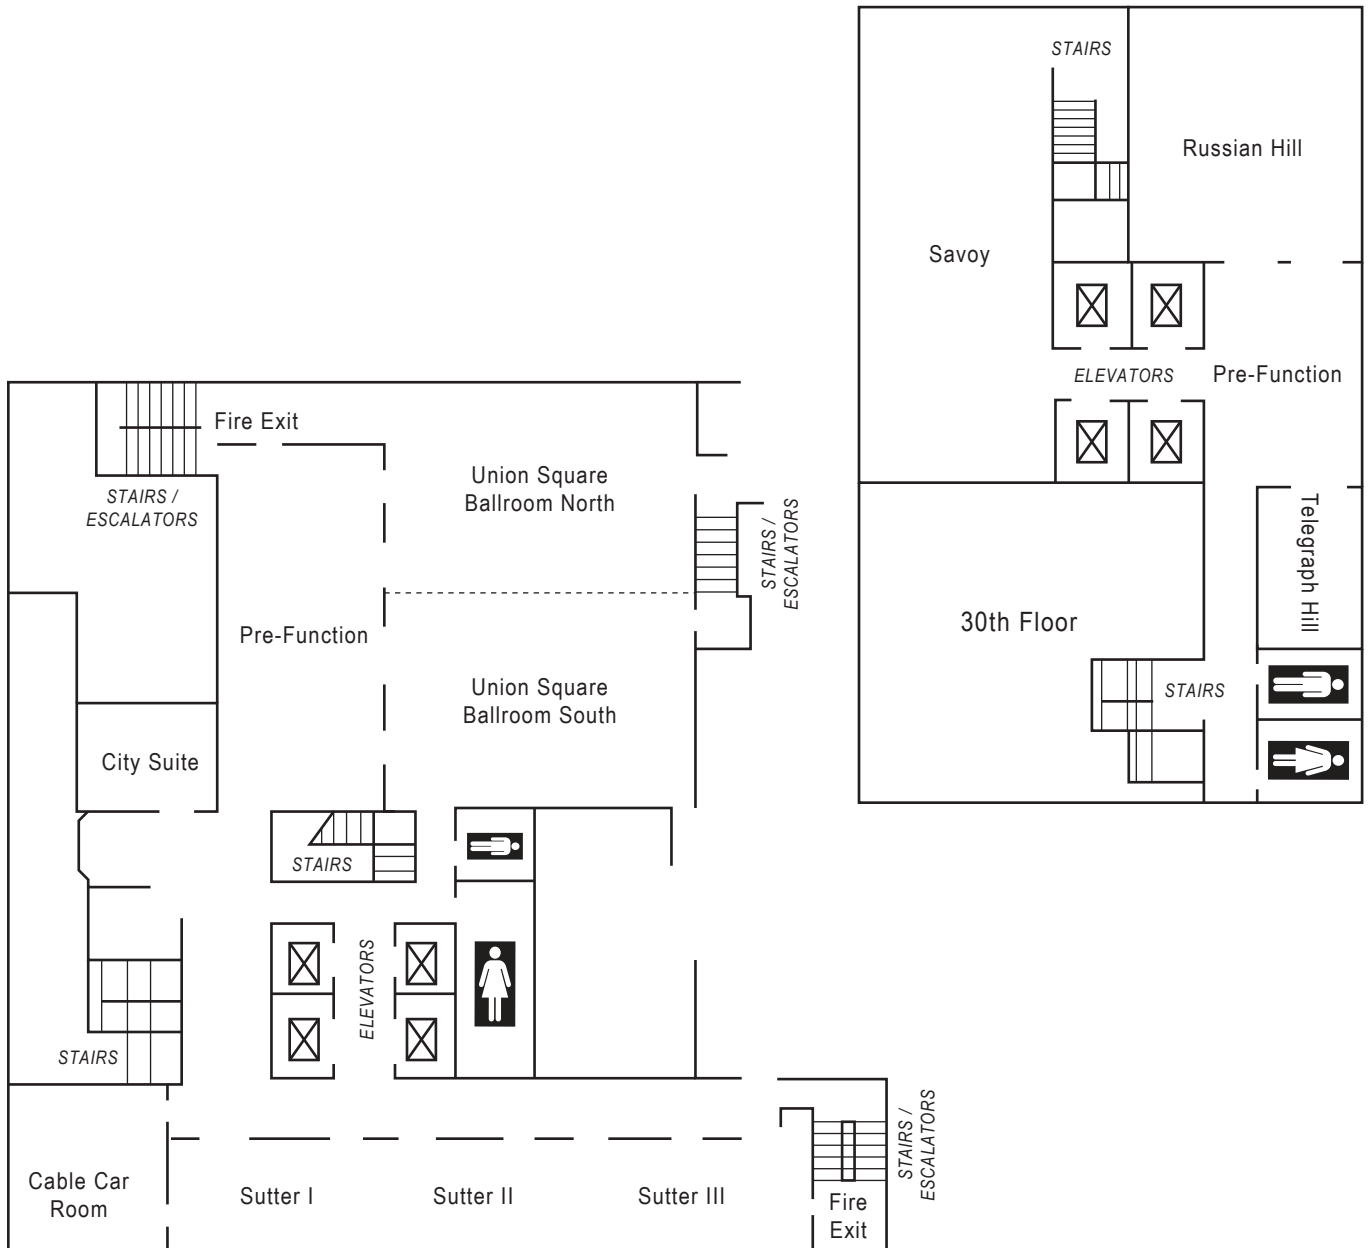 STAIRS
Russian Hill
Savoy
ELEVATORS
Pre-Function
Telegraph Hill
30th Floor
STAIRS
Fire Exit
STAIRS /
ESCALATORS
Union Square
Ballroom North
STAIRS /
ESCALATORS
Pre-Function
Union Square
Ballroom South
City Suite
STAIRS
ELEVATORS
STAIRS
Cable Car
Room
Sutter I
Sutter II
Sutter III
Fire
Exit
STAIRS /
ESCALATORS